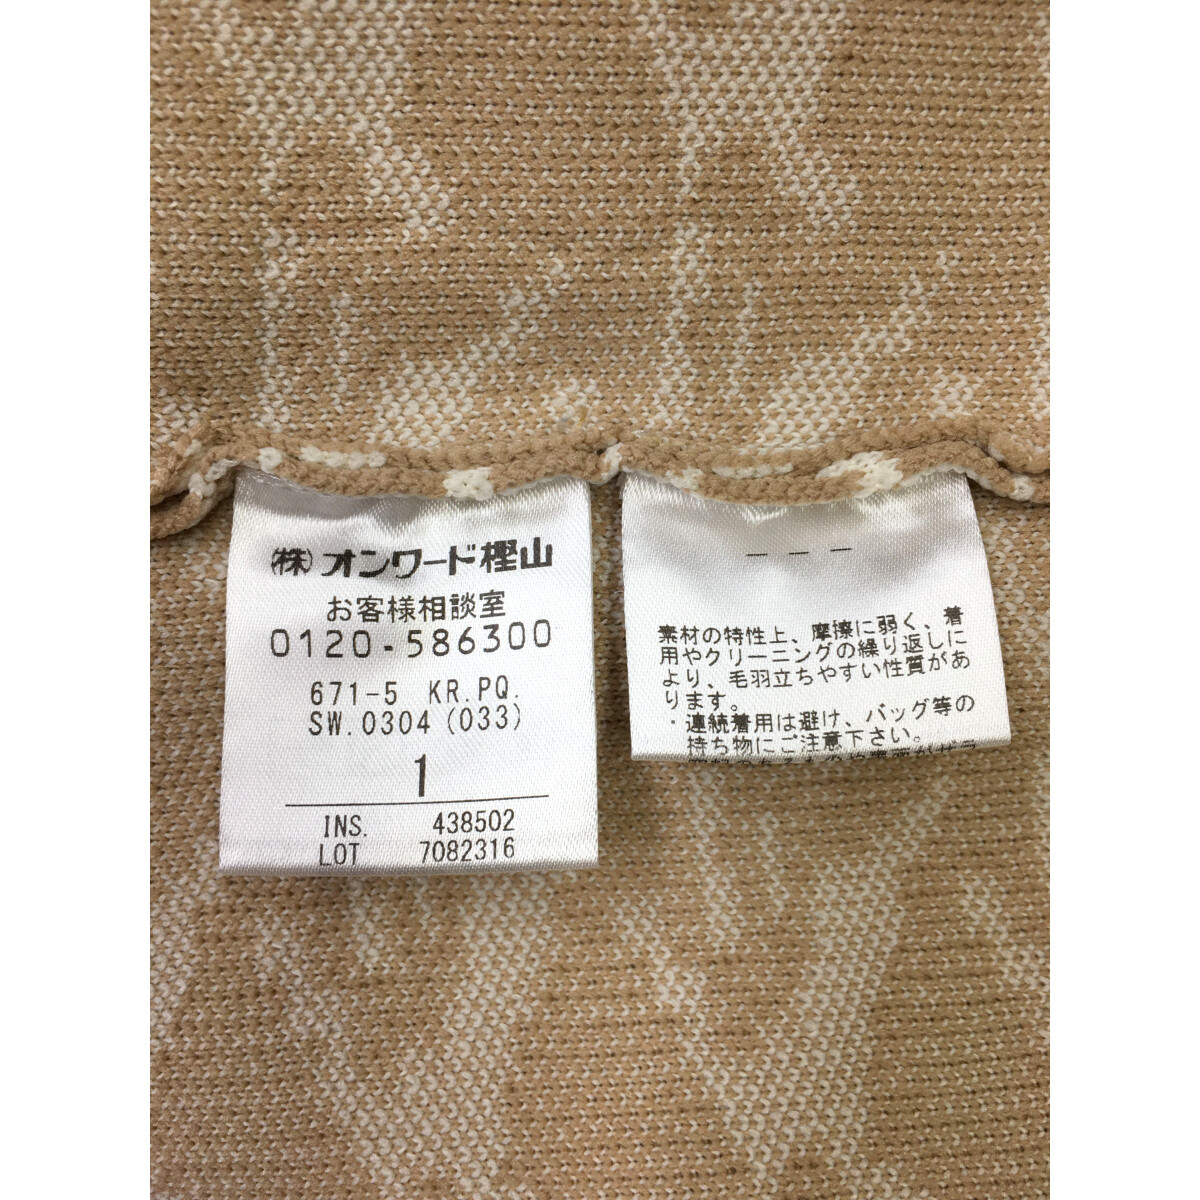 (株)オンワード樫山
お客様相談室
0120-586300
671-5 KR.PQ.
SW.0304(033)
1
INS. 438502
LOT 7082316
－－－
素材の特性上、摩擦に弱く、着
用やクリーニングの繰り返しに
より、毛羽立ちやすい性質があ
ります。
・連続着用は避け、バッグ等の
持ち物にご注意下さい。